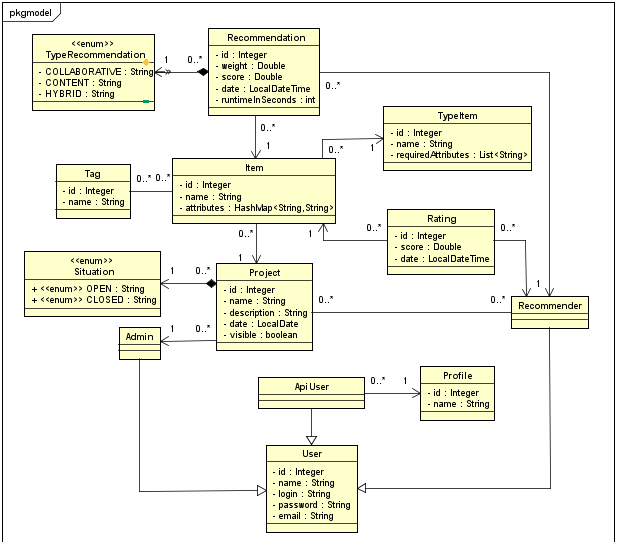 pkgmodel
<<enum>>
TypeRecommendation
- COLLABORATIVE : String
- CONTENT : String
- HYBRID : String
1
0..*
Recommendation
- id : Integer
- weight : Double
- score : Double
- date : LocalDateTime
- runtimeInSeconds : int
0..*
0..*
1
TypeItem
- id : Integer
- name : String
- requiredAttributes : List<String>
0..*
1
Tag
- id : Integer
- name : String
0..*
0..*
Item
- id : Integer
- name : String
- attributes : HashMap<String,String>
Rating
- id : Integer
- score : Double
- date : LocalDateTime
0..*
0..*
1
0..*
1
<<enum>>
Situation
+ <<enum>> OPEN : String
+ <<enum>> CLOSED : String
1
0..*
Project
- id : Integer
- name : String
- description : String
- date : LocalDate
- visible : boolean
1
1
0..*
0..*
Recommender
Admin
1
0..*
ApiUser
0..*
1
Profile
- id : Integer
- name : String
User
- id : Integer
- name : String
- login : String
- password : String
- email : String